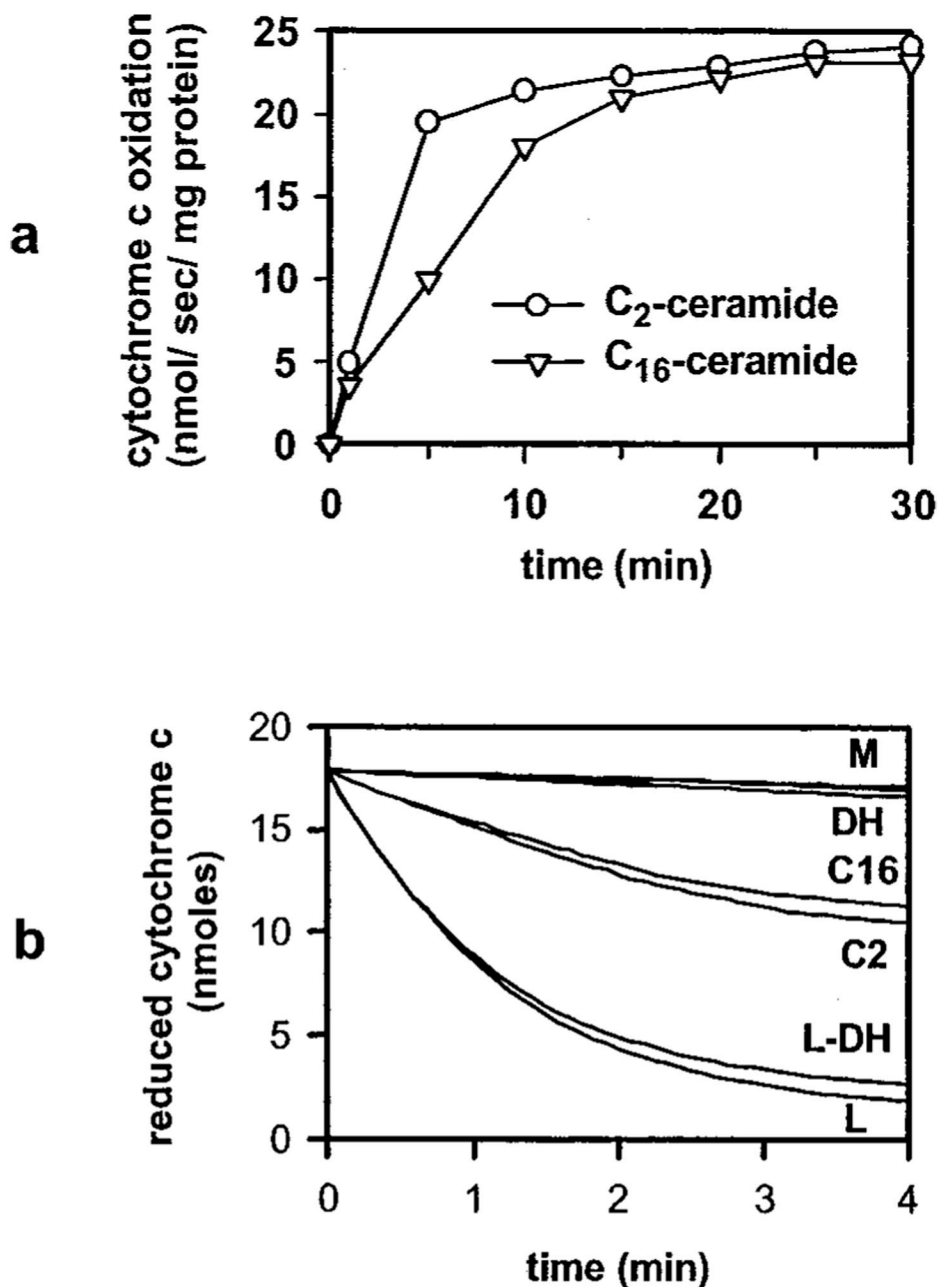 a
cytochrome c oxidation
(nmol/ sec/ mg protein)
25
20
15
10
5
0
C2-ceramide
C16-ceramide
0 10 20 30
time (min)
b
reduced cytochrome c
(nmoles)
20
15
10
5
0
M
DH
C16
C2
L-DH
L
0 1 2 3 4
time (min)